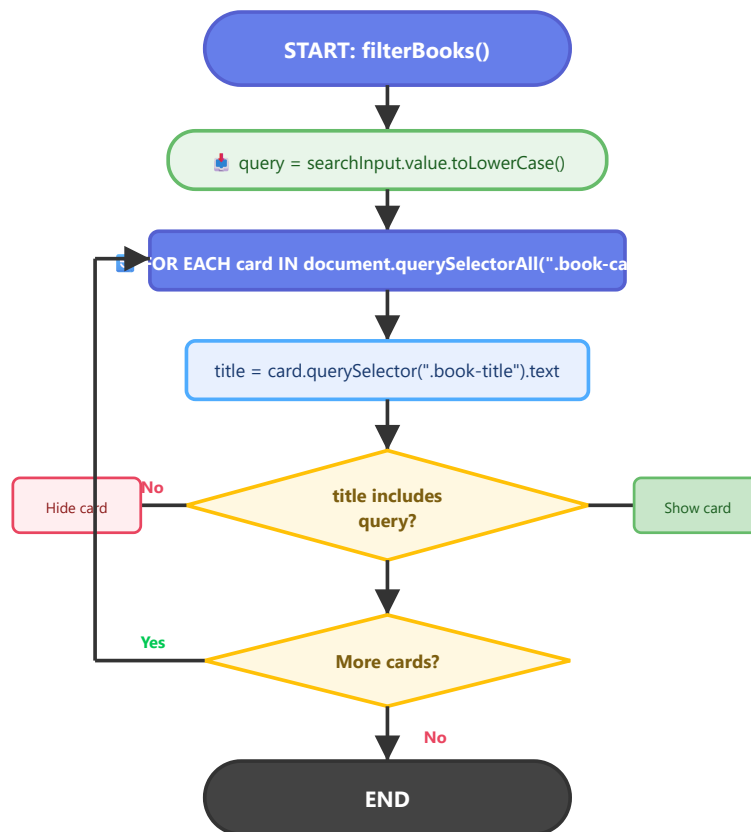 START: filterBooks()
query = searchInput.value.toLowerCase()
OR EACH card IN document.querySelectorAll(".book-ca
title = card.querySelector(".book-title").text
title includes
query?
No
Hide card
Show card
More cards?
Yes
No
END